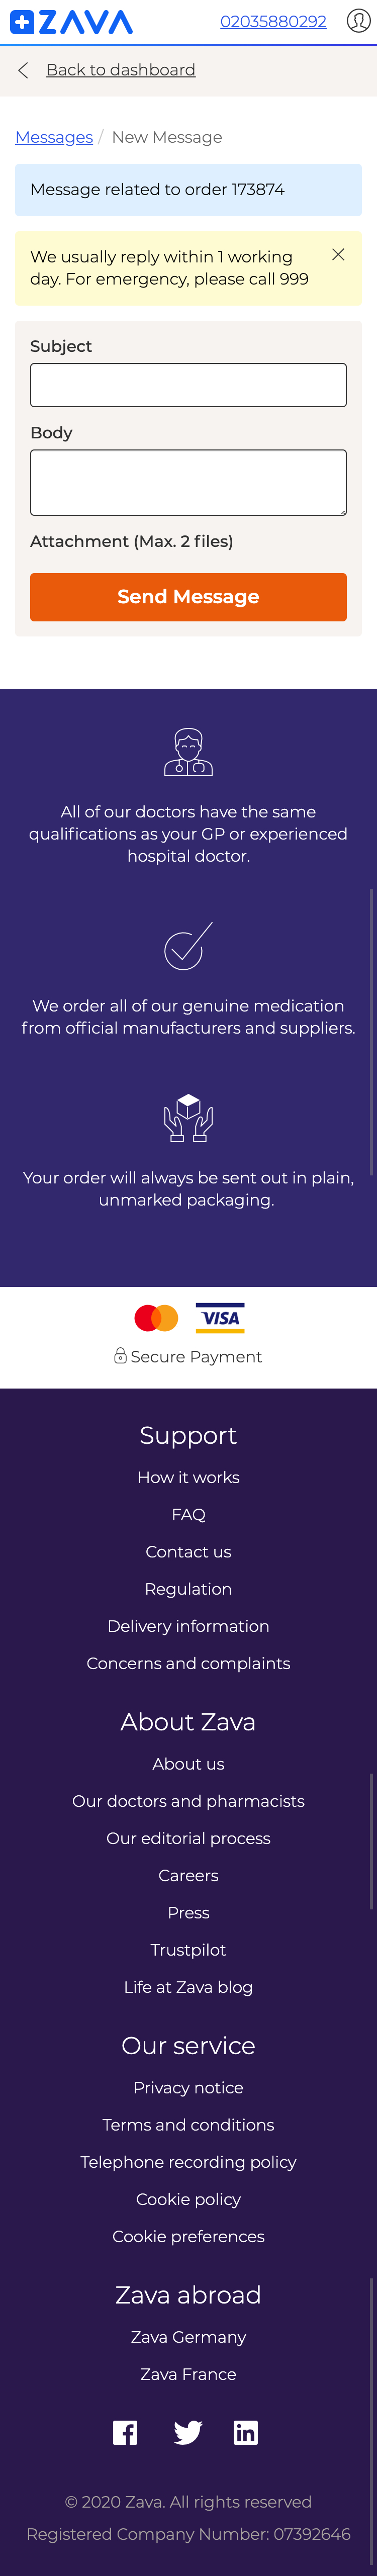 ZAVA 02035880292
Back to dashboard
Messages / New Message
Message related to order 173874
We usually reply within 1 working
day. For emergency, please call 999
Subject
Body
Attachment (Max. 2 files)
Send Message
All of our doctors have the same
qualifications as your GP or experienced
hospital doctor.
We order all of our genuine medication
from official manufacturers and suppliers.
Your order will always be sent out in plain,
unmarked packaging.
VISA
Secure Payment
Support
How it works
FAQ
Contact us
Regulation
Delivery information
Concerns and complaints
About Zava
About us
Our doctors and pharmacists
Our editorial process
Careers
Press
Trustpilot
Life at Zava blog
Our service
Privacy notice
Terms and conditions
Telephone recording policy
Cookie policy
Cookie preferences
Zava abroad
Zava Germany
Zava France
© 2020 Zava. All rights reserved
Registered Company Number: 07392646